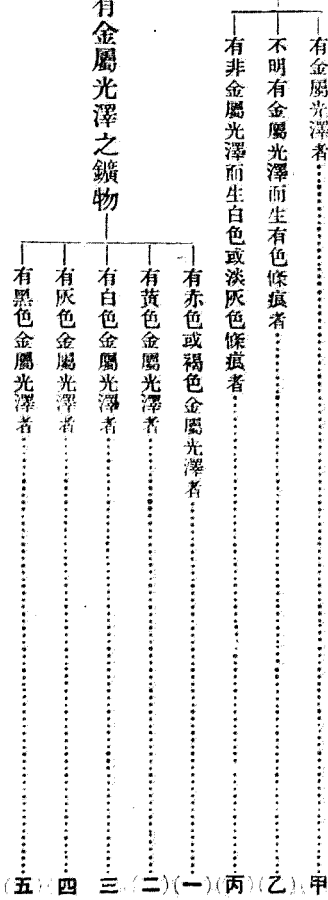 有金屬光澤者……(甲)
不明有金屬光澤而生有色條痕者……(乙)
有非金屬光澤而生白色或淡灰色條痕者……(丙)
有金屬光澤之鑛物
有赤色或褐色金屬光澤者……(一)
有黃色金屬光澤者……(二)
有白色金屬光澤者……(三)
有灰色金屬光澤者……(四)
有黑色金屬光澤者……(五)